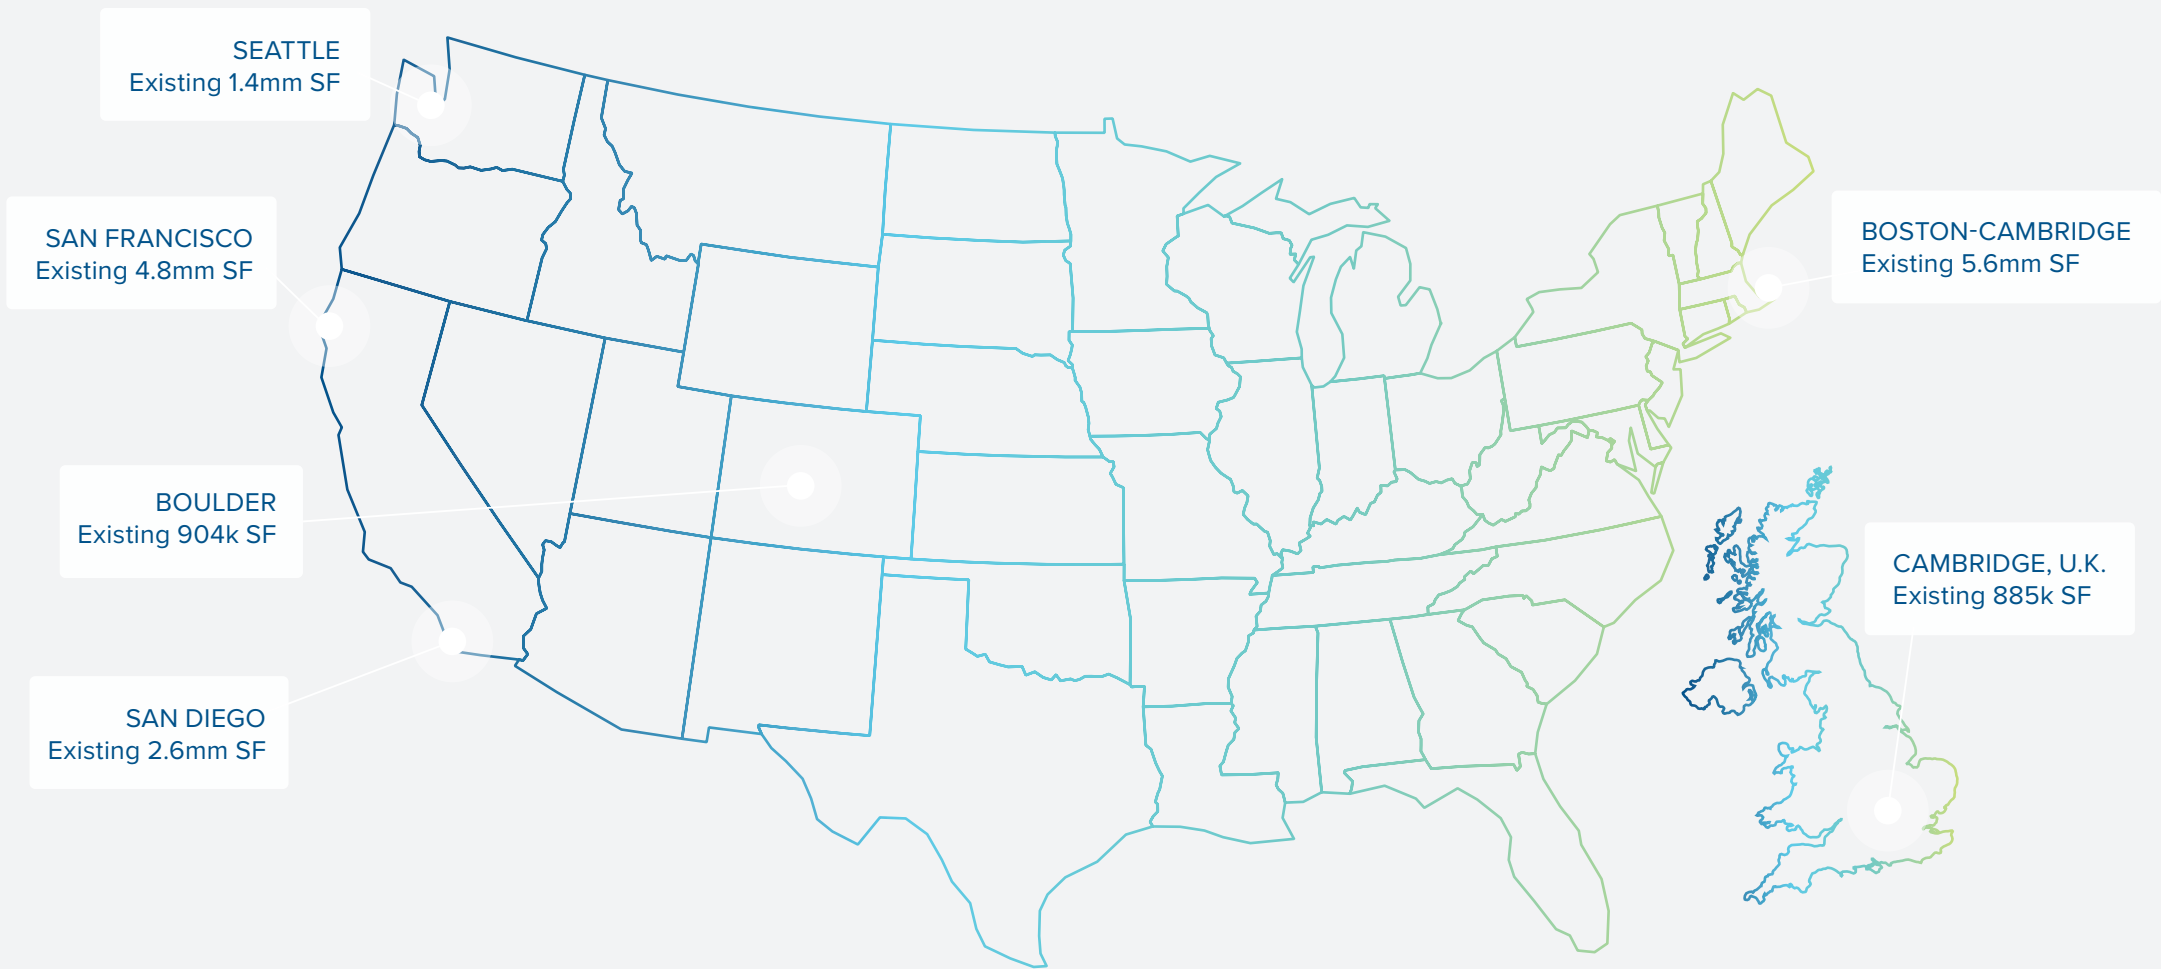 SEATTLE
Existing 1.4mm SF
SAN FRANCISCO
Existing 4.8mm SF
BOULDER
Existing 904k SF
SAN DIEGO
Existing 2.6mm SF
BOSTON-CAMBRIDGE
Existing 5.6mm SF
CAMBRIDGE, U.K.
Existing 885k SF